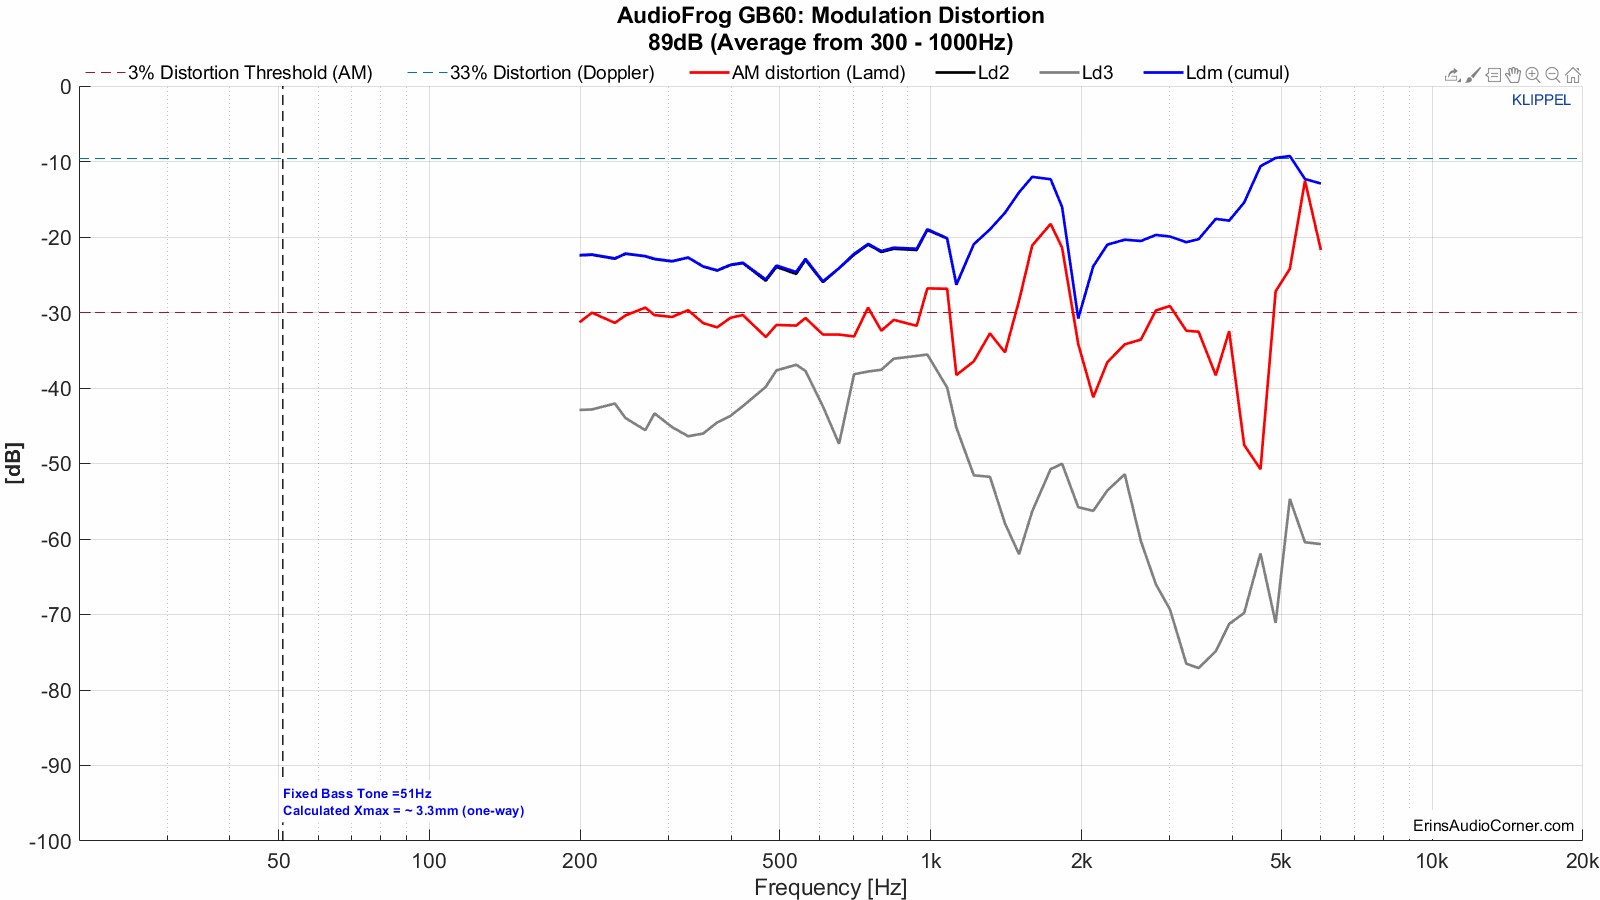 AudioFrog GB60: Modulation Distortion
89dB (Average from 300 - 1000Hz)
3% Distortion Threshold (AM) 33% Distortion (Doppler) AM distortion (Lamd) Ld2 Ld3 Ldm (cumul)
KLIPPEL
0
-10
-20
-30
-40
-50
-60
-70
-80
-90
-100
[dB]
Fixed Bass Tone =51Hz
Calculated Xmax = ~ 3.3mm (one-way)
ErinsAudioCorner.com
50 100 200 500 1k 2k 5k 10k 20k
Frequency [Hz]